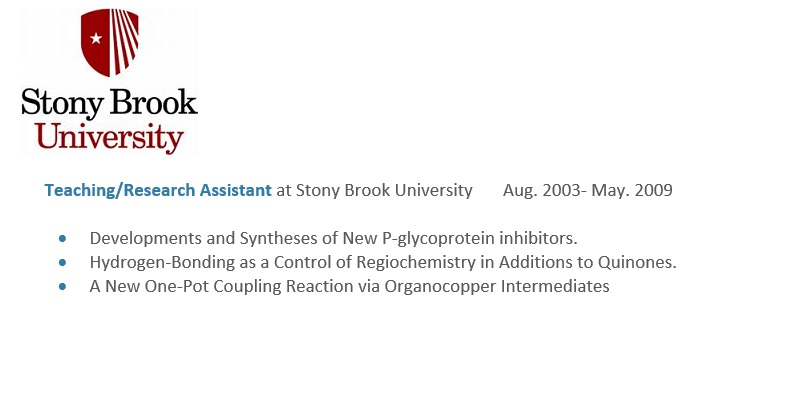 Stony Brook
University
Teaching/Research Assistant at Stony Brook University Aug. 2003- May. 2009
• Developments and Syntheses of New P-glycoprotein inhibitors.
• Hydrogen-Bonding as a Control of Regiochemistry in Additions to Quinones.
• A New One-Pot Coupling Reaction via Organocopper Intermediates